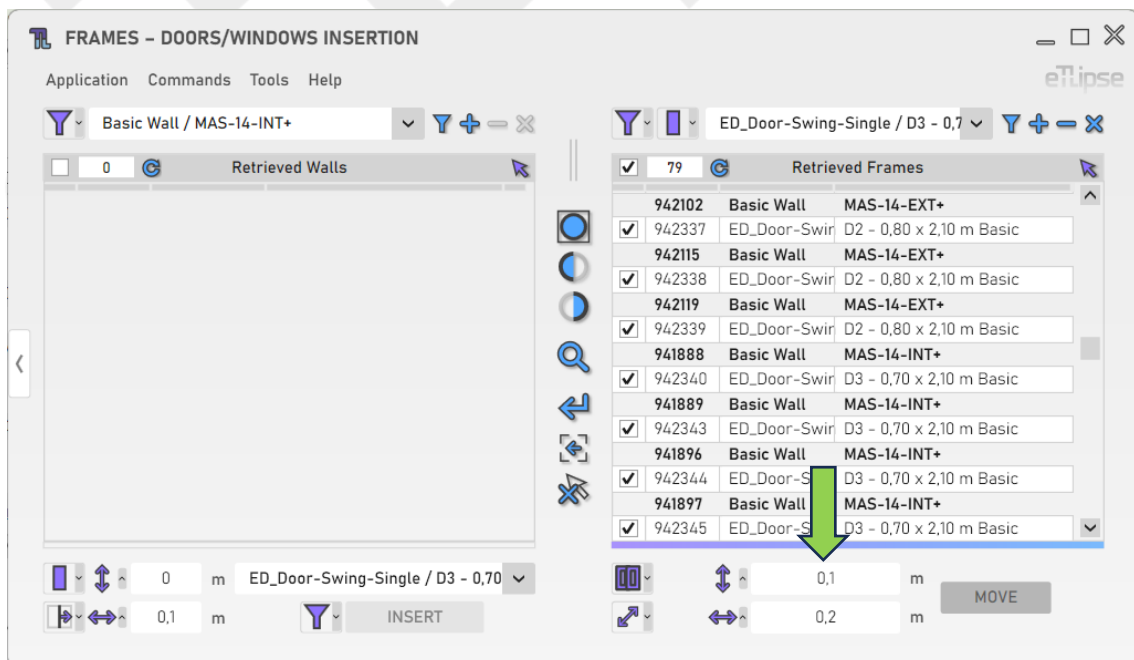 FRAMES – DOORS/WINDOWS INSERTION
Application Commands Tools Help
eTLipse
Basic Wall / MAS-14-INT+
ED_Door-Swing-Single / D3 - 0,7
0 Retrieved Walls
79 Retrieved Frames
942102 Basic Wall MAS-14-EXT+
942337 ED_Door-Swir D2 - 0,80 x 2,10 m Basic
942115 Basic Wall MAS-14-EXT+
942338 ED_Door-Swir D2 - 0,80 x 2,10 m Basic
942119 Basic Wall MAS-14-EXT+
942339 ED_Door-Swir D2 - 0,80 x 2,10 m Basic
941888 Basic Wall MAS-14-INT+
942340 ED_Door-Swir D3 - 0,70 x 2,10 m Basic
941889 Basic Wall MAS-14-INT+
942343 ED_Door-Swir D3 - 0,70 x 2,10 m Basic
941896 Basic Wall MAS-14-INT+
942344 ED_Door-S D3 - 0,70 x 2,10 m Basic
941897 Basic Wall MAS-14-INT+
942345 ED_Door-S D3 - 0,70 x 2,10 m Basic
0 m ED_Door-Swing-Single / D3 - 0,70
0,1 m
0,1 m INSERT
0,2 m
MOVE